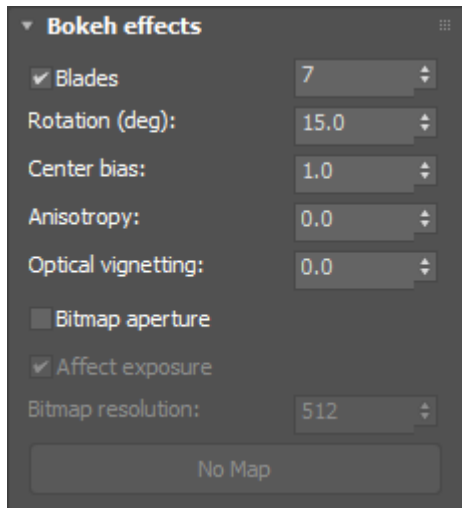 Bokeh effects
Blades 7
Rotation (deg): 15.0
Center bias: 1.0
Anisotropy: 0.0
Optical vignetting: 0.0
Bitmap aperture
Affect exposure
Bitmap resolution: 512
No Map